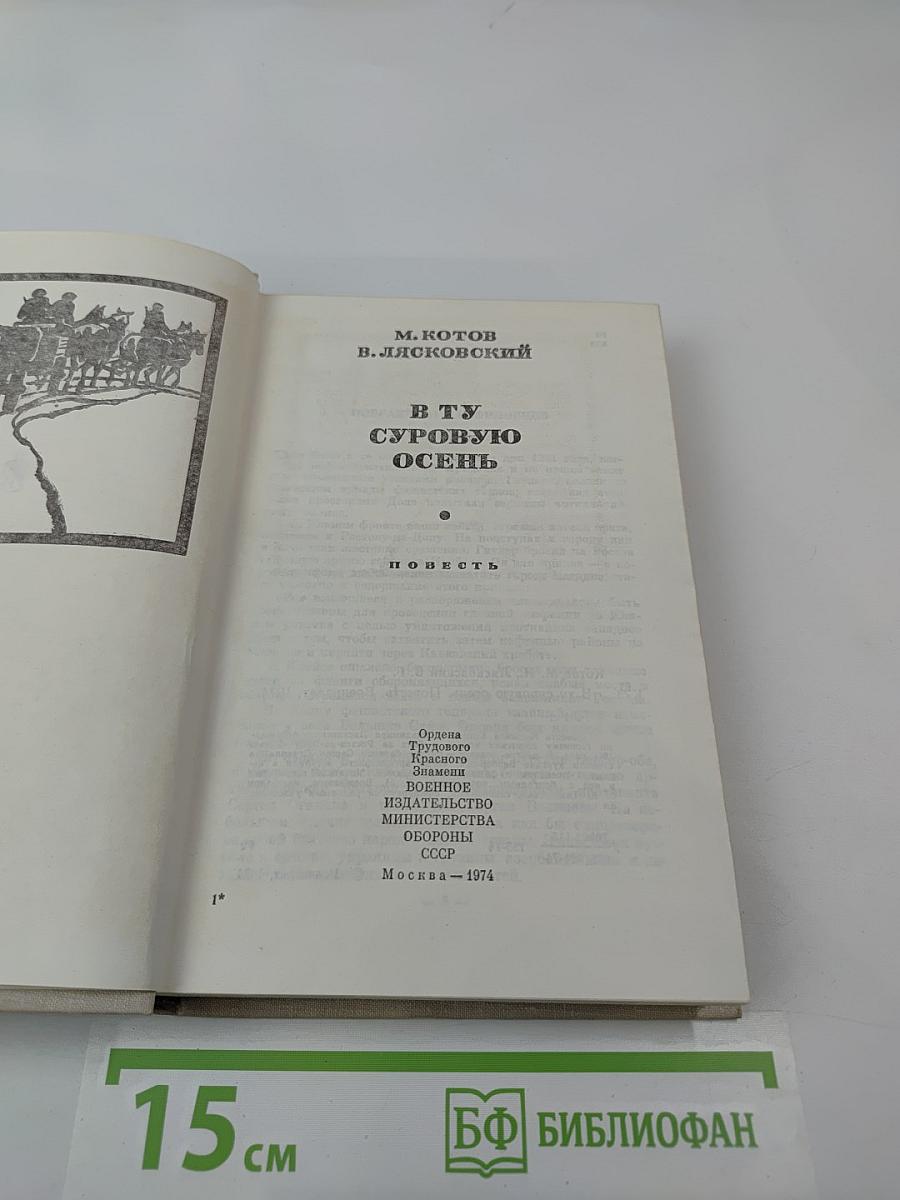 М. КОТОВ
В. ЛЯСКОВСКИЙ
В ТУ
СУРОВУЮ
ОСЕНЬ
ПОВЕСТЬ
Ордена
Трудового
Красного
Знамени
ВОЕННОЕ
ИЗДАТЕЛЬСТВО
МИНИСТЕРСТВА
ОБОРОНЫ
СССР
Москва — 1974
1*
15 см
БФ БИБЛИОФАН